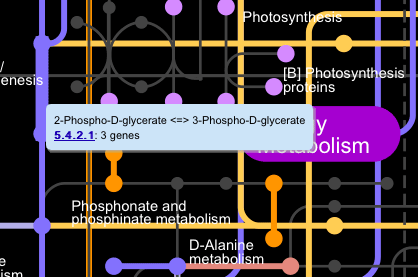 Photosynthesis
/
enesis
[B] Photosynthesis
proteins
2-Phospho-D-glycerate <=> 3-Phospho-D-glycerate
5.4.2.1: 3 genes
y
metabolism
Phosphonate and
phosphinate metabolism
D-Alanine
metabolism
e
sm